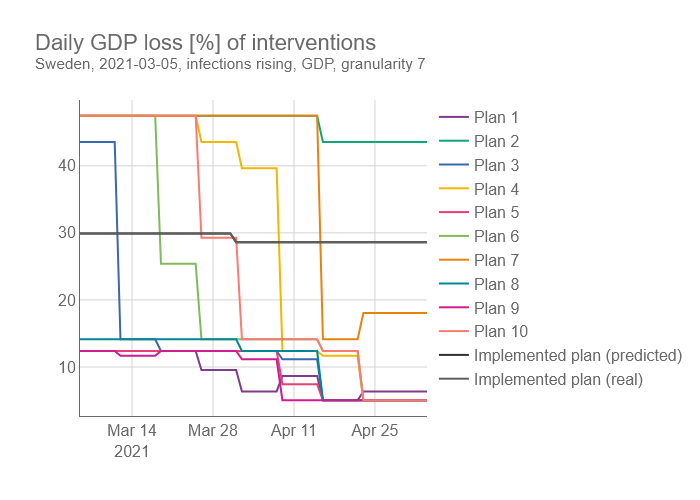 Daily GDP loss [%] of interventions
Sweden, 2021-03-05, infections rising, GDP, granularity 7
40
30
20
10
Mar 14
2021
Mar 28
Apr 11
Apr 25
Plan 1
Plan 2
Plan 3
Plan 4
Plan 5
Plan 6
Plan 7
Plan 8
Plan 9
Plan 10
Implemented plan (predicted)
Implemented plan (real)